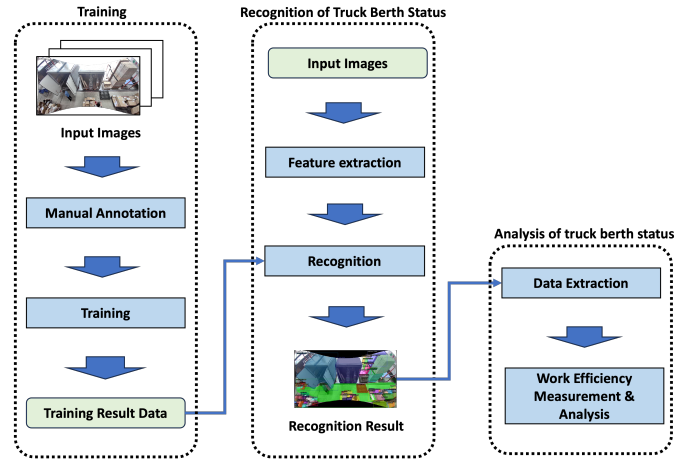 Training
Input Images
Manual Annotation
Training
Training Result Data
Recognition of Truck Berth Status
Input Images
Feature extraction
Recognition
Recognition Result
Analysis of truck berth status
Data Extraction
Work Efficiency
Measurement &
Analysis